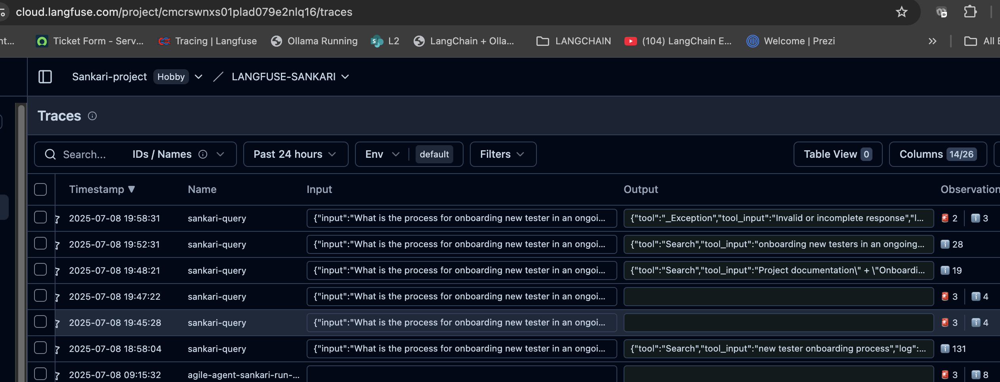 cloud.langfuse.com/project/cmcrswnxs01plad079e2nlq16/traces
nt... Ticket Form - Serv... Tracing | Langfuse Ollama Running L2 LangChain + Olla... LANGCHAIN (104) LangChain E... Welcome | Prezi » All
Sankari-project Hobby / LANGFUSE-SANKARI
Traces
Search... IDs / Names Past 24 hours Env default Filters Table View 0 Columns 14/26
Timestamp ▼ Name Input Output Observation
2025-07-08 19:58:31 sankari-query {"input":"What is the process for onboarding new tester in an ongoi... {"tool":"_Exception","tool_input":"Invalid or incomplete response","l... 2 3
2025-07-08 19:52:31 sankari-query {"input":"What is the process for onboarding new tester in an ongoi... {"tool":"Search","tool_input":"onboarding new testers in an ongoing... 28
2025-07-08 19:48:21 sankari-query {"input":"What is the process for onboarding new tester in an ongoi... {"tool":"Search","tool_input":"Project documentation\" + \"Onboardi... 19
2025-07-08 19:47:22 sankari-query {"input":"What is the process for onboarding new tester in an ongoi... 3 4
2025-07-08 19:45:28 sankari-query {"input":"What is the process for onboarding new tester in an ongoi... 3 4
2025-07-08 18:58:04 sankari-query {"input":"What is the process for onboarding new tester in an ongoi... {"tool":"Search","tool_input":"new tester onboarding process","log":... 131
2025-07-08 09:15:32 agile-agent-sankari-run-... 3 8